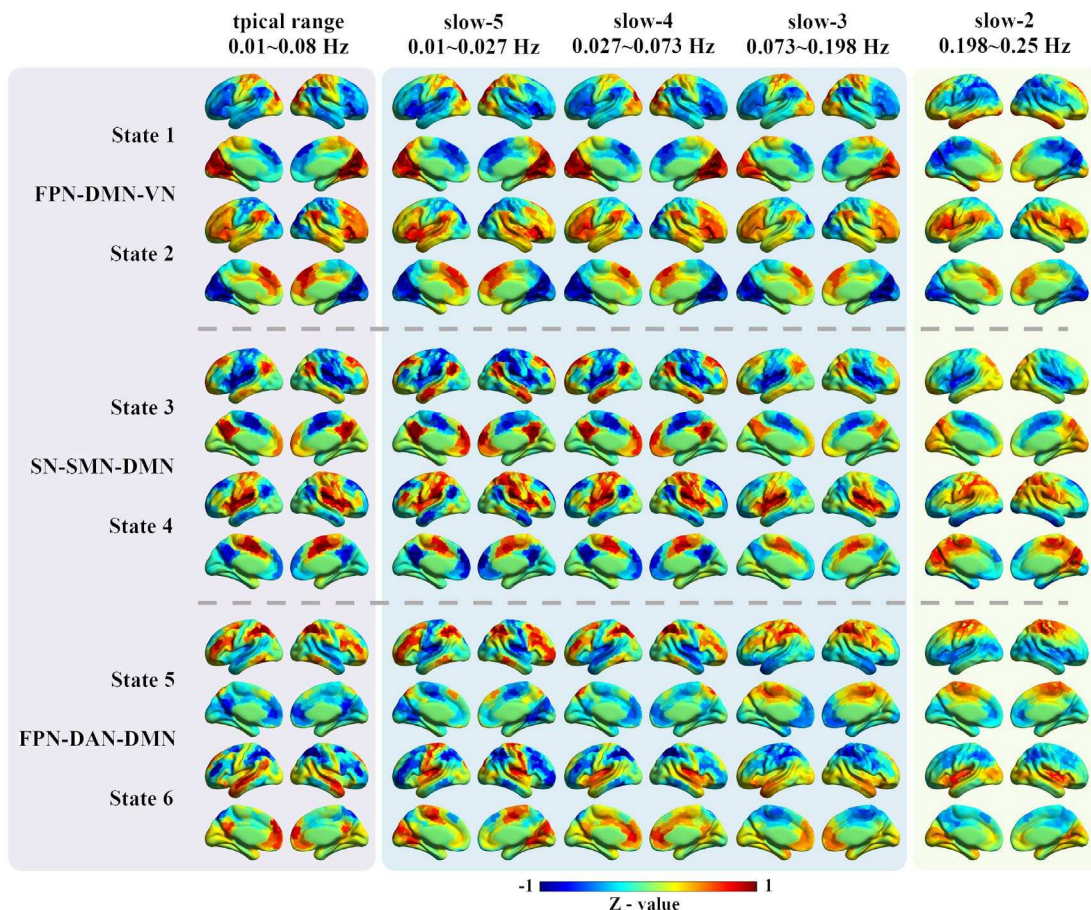 tpical range slow-5 slow-4 slow-3 slow-2
0.01~0.08 Hz 0.01~0.027 Hz 0.027~0.073 Hz 0.073~0.198 Hz 0.198~0.25 Hz
State 1
FPN-DMN-VN
State 2
State 3
SN-SMN-DMN
State 4
State 5
FPN-DAN-DMN
State 6
-1 1
Z - value